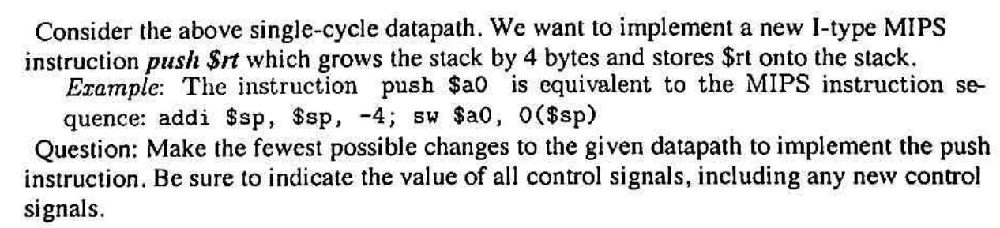 Consider the above single-cycle datapath. We want to implement a new I-type MIPS
instruction push $rt which grows the stack by 4 bytes and stores $rt onto the stack.
Example: The instruction push $a0 is equivalent to the MIPS instruction se-
quence: addi $sp, $sp, -4; sw $a0, 0($sp)
Question: Make the fewest possible changes to the given datapath to implement the push
instruction. Be sure to indicate the value of all control signals, including any new control
signals.